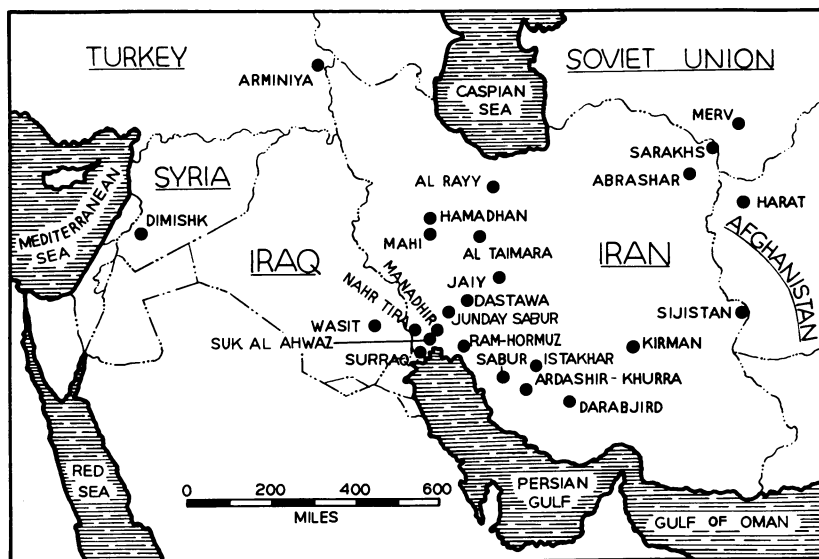 TURKEY
SOVIET UNION
ARMINIYA
CASPIAN
SEA
MERV
SARAKHS
ABRASHAR
AL RAYY
HARAT
SYRIA
DIMISHK
MEDITERRANEAN
SEA
HAMADHAN
MAHI
AL TAIMARA
IRAN
AFGHANISTAN
IRAQ
MANADHIR
NAHR TIRA
JAIY
DASTAWA
JUNDAY SABUR
SIJISTAN
WASIT
SUK AL AHWAZ
RAM-HORMUZ
KIRMAN
SURRAQ
SABUR
ISTAKHAR
ARDASHIR-KHURRA
DARABJIRD
RED
SEA
0 200 400 600
MILES
PERSIAN
GULF
GULF OF OMAN